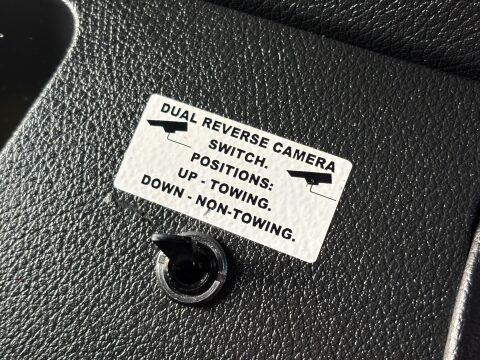 DUAL REVERSE CAMERA
SWITCH.
POSITIONS:
UP - TOWING.
DOWN - NON-TOWING.